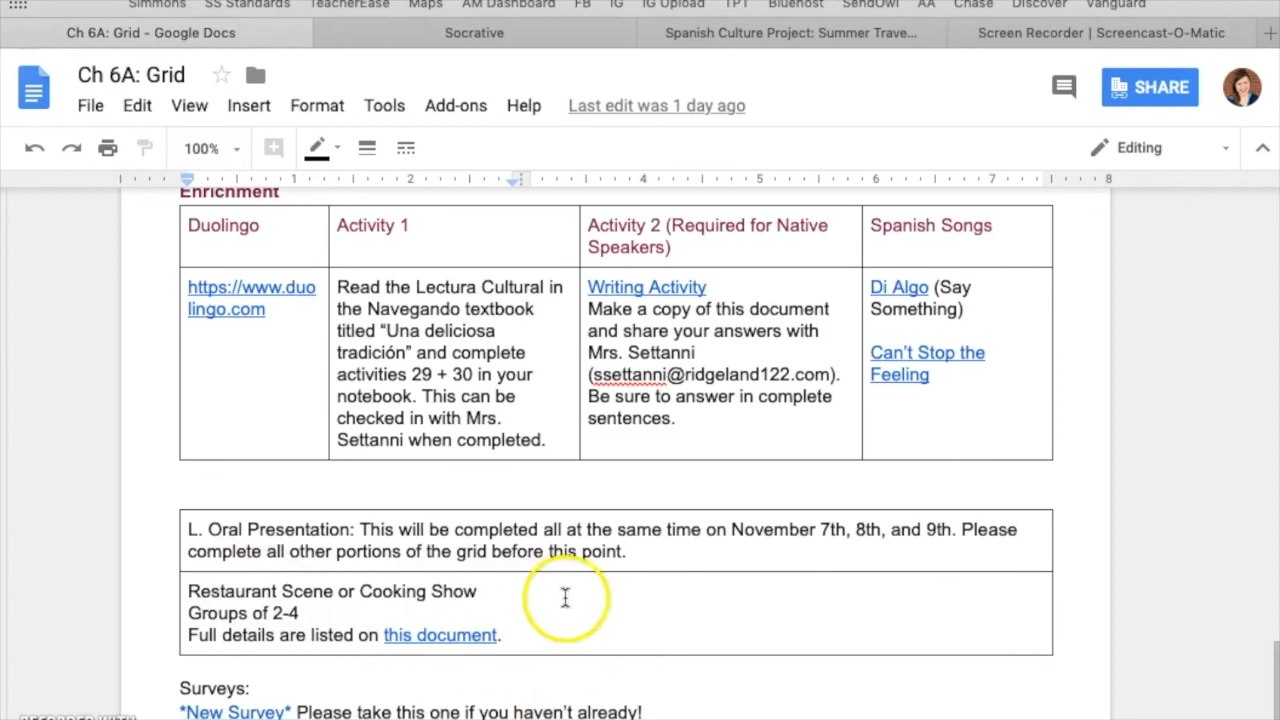 Simmons SS Standards TeacherEase Maps AM Dashboard FB IG IG Upload TPT Bluehost SendOwl AA Chase Discover Vanguard
Ch 6A: Grid - Google Docs Socrative Spanish Culture Project: Summer Trave... Screen Recorder | Screencast-O-Matic
Ch 6A: Grid
SHARE
File Edit View Insert Format Tools Add-ons Help Last edit was 1 day ago
100% Editing
1 2 4 5 6 7 8
Enrichment
Duolingo
Activity 1
Activity 2 (Required for Native
Speakers)
Spanish Songs
https://www.duo
lingo.com
Read the Lectura Cultural in
the Navegando textbook
titled “Una deliciosa
tradición” and complete
activities 29 + 30 in your
notebook. This can be
checked in with Mrs.
Settanni when completed.
Writing Activity
Make a copy of this document
and share your answers with
Mrs. Settanni
(ssettanni@ridgeland122.com).
Be sure to answer in complete
sentences.
Di Algo (Say
Something)
Can’t Stop the
Feeling
L. Oral Presentation: This will be completed all at the same time on November 7th, 8th, and 9th. Please
complete all other portions of the grid before this point.
Restaurant Scene or Cooking Show
Groups of 2-4
Full details are listed on this document.
Surveys:
*New Survey* Please take this one if you haven’t already!
RECORDED WITH